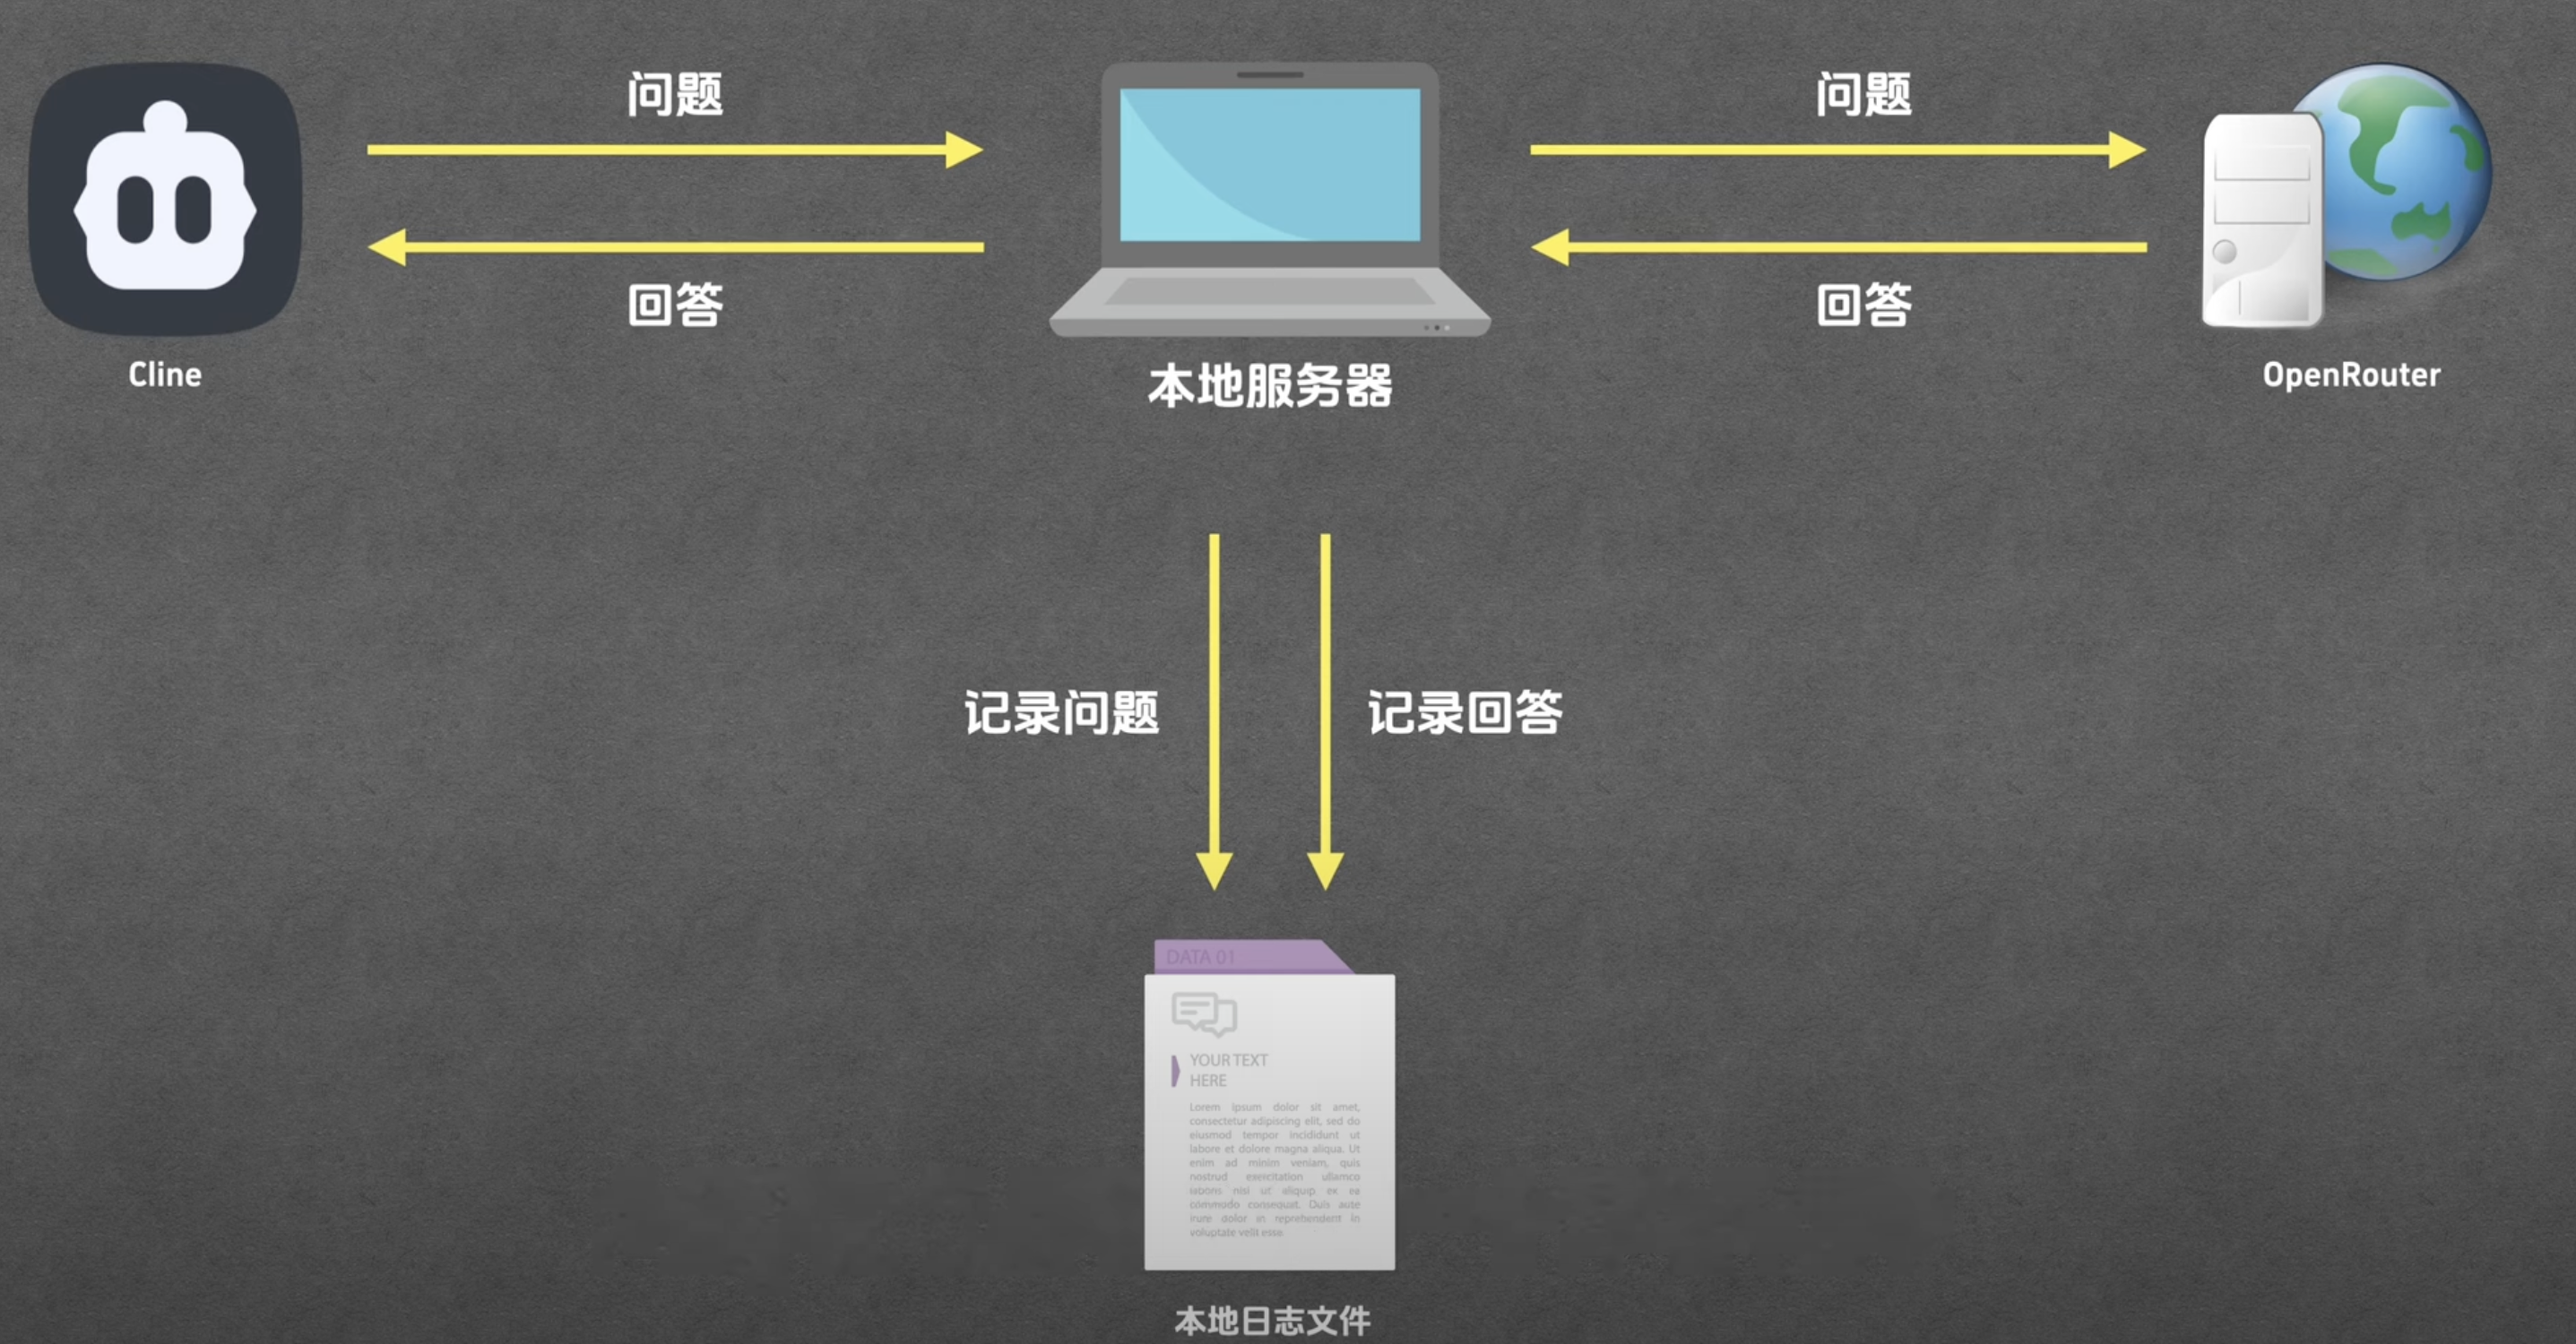 问题
问题
回答
回答
Cline
本地服务器
OpenRouter
记录问题
记录回答
DATA 01
YOUR TEXT
HERE
Lorem ipsum dolor sit amet,
consectetur adipiscing elit, sed do
eiusmod tempor incididunt ut
labore et dolore magna aliqua. Ut
enim ad minim veniam, quis
nostrud exercitation ullamco
laboris nisi ut aliquip ex ea
commodo consequat. Duis aute
irure dolor in reprehenderit in
voluptate velit esse
本地日志文件